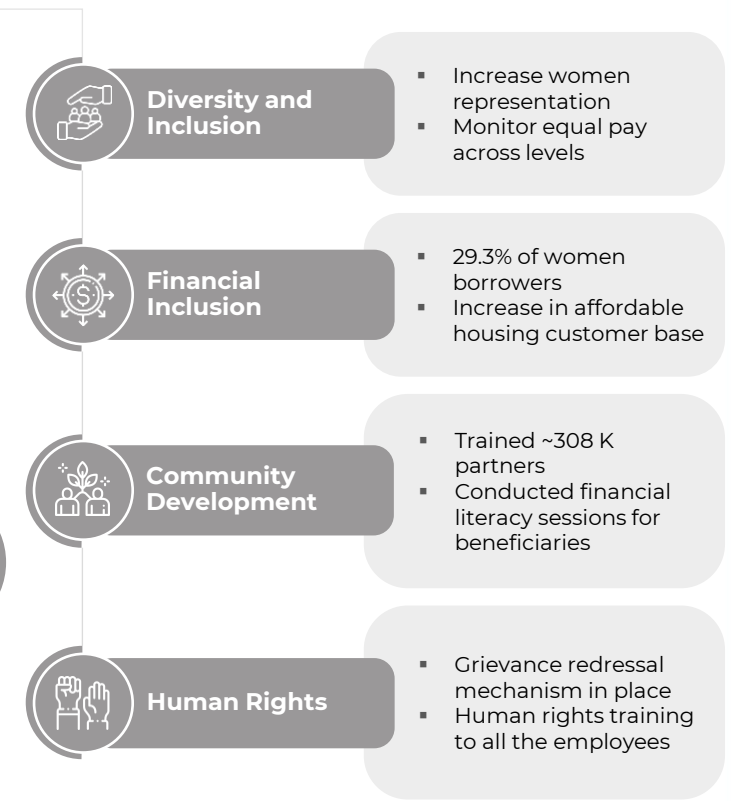 Diversity and
Inclusion
▪ Increase women
representation
▪ Monitor equal pay
across levels
Financial
Inclusion
▪ 29.3% of women
borrowers
▪ Increase in affordable
housing customer base
Community
Development
▪ Trained ~308 K
partners
▪ Conducted financial
literacy sessions for
beneficiaries
Human Rights
▪ Grievance redressal
mechanism in place
▪ Human rights training
to all the employees